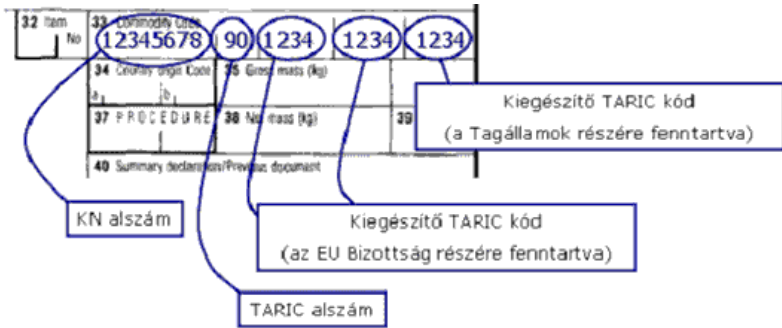 32 Item No
33 Commodity Code
12345678 90 1234 1234 1234
34 Country origin Code
35 Gross mass (kg)
a b
37 PROCEDURE
38 Net mass (kg)
39
40 Summary declaration/Previous document
Kiegészítő TARIC kód
(a Tagállamok részére fenntartva)
KN alszám
Kiegészítő TARIC kód
(az EU Bizottság részére fenntartva)
TARIC alszám